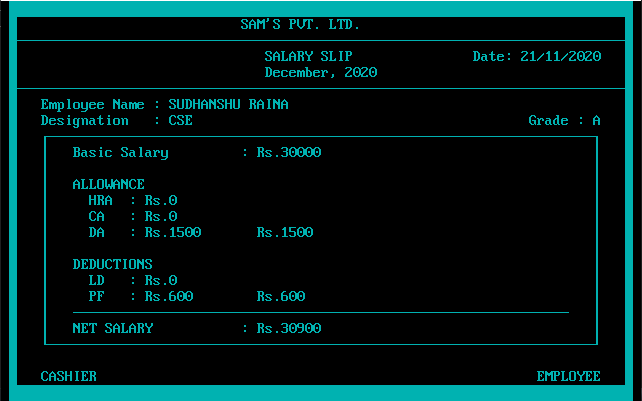 SAM'S PVT. LTD.
SALARY SLIP Date: 21/11/2020
December, 2020
Employee Name : SUDHANSHU RAINA
Designation : CSE Grade : A
Basic Salary : Rs.30000
ALLOWANCE
HRA : Rs.0
CA : Rs.0
DA : Rs.1500 Rs.1500
DEDUCTIONS
LD : Rs.0
PF : Rs.600 Rs.600
NET SALARY : Rs.30900
CASHIER EMPLOYEE